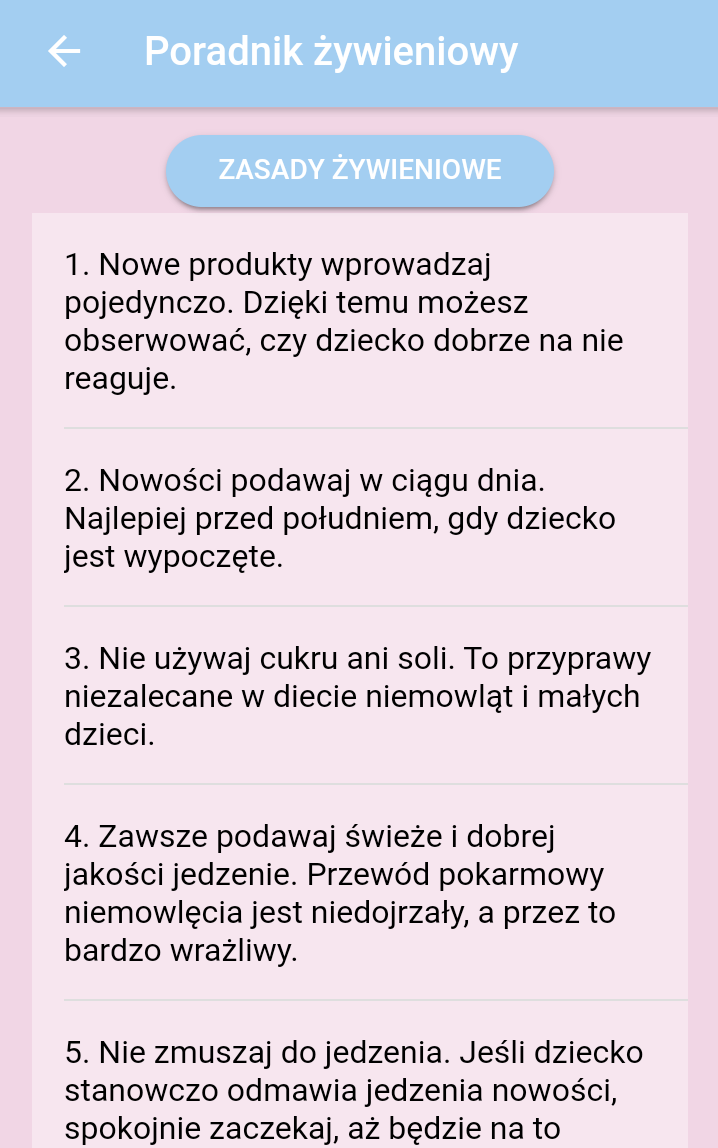 Poradnik żywieniowy
ZASADY ŻYWIENIOWE
1. Nowe produkty wprowadzaj
pojedynczo. Dzięki temu możesz
obserwować, czy dziecko dobrze na nie
reaguje.
2. Nowości podawaj w ciągu dnia.
Najlepiej przed południem, gdy dziecko
jest wypoczęte.
3. Nie używaj cukru ani soli. To przyprawy
niezalecane w diecie niemowląt i małych
dzieci.
4. Zawsze podawaj świeże i dobrej
jakości jedzenie. Przewód pokarmowy
niemowlęcia jest niedojrzały, a przez to
bardzo wrażliwy.
5. Nie zmuszaj do jedzenia. Jeśli dziecko
stanowczo odmawia jedzenia nowości,
spokojnie zaczekaj, aż będzie na to